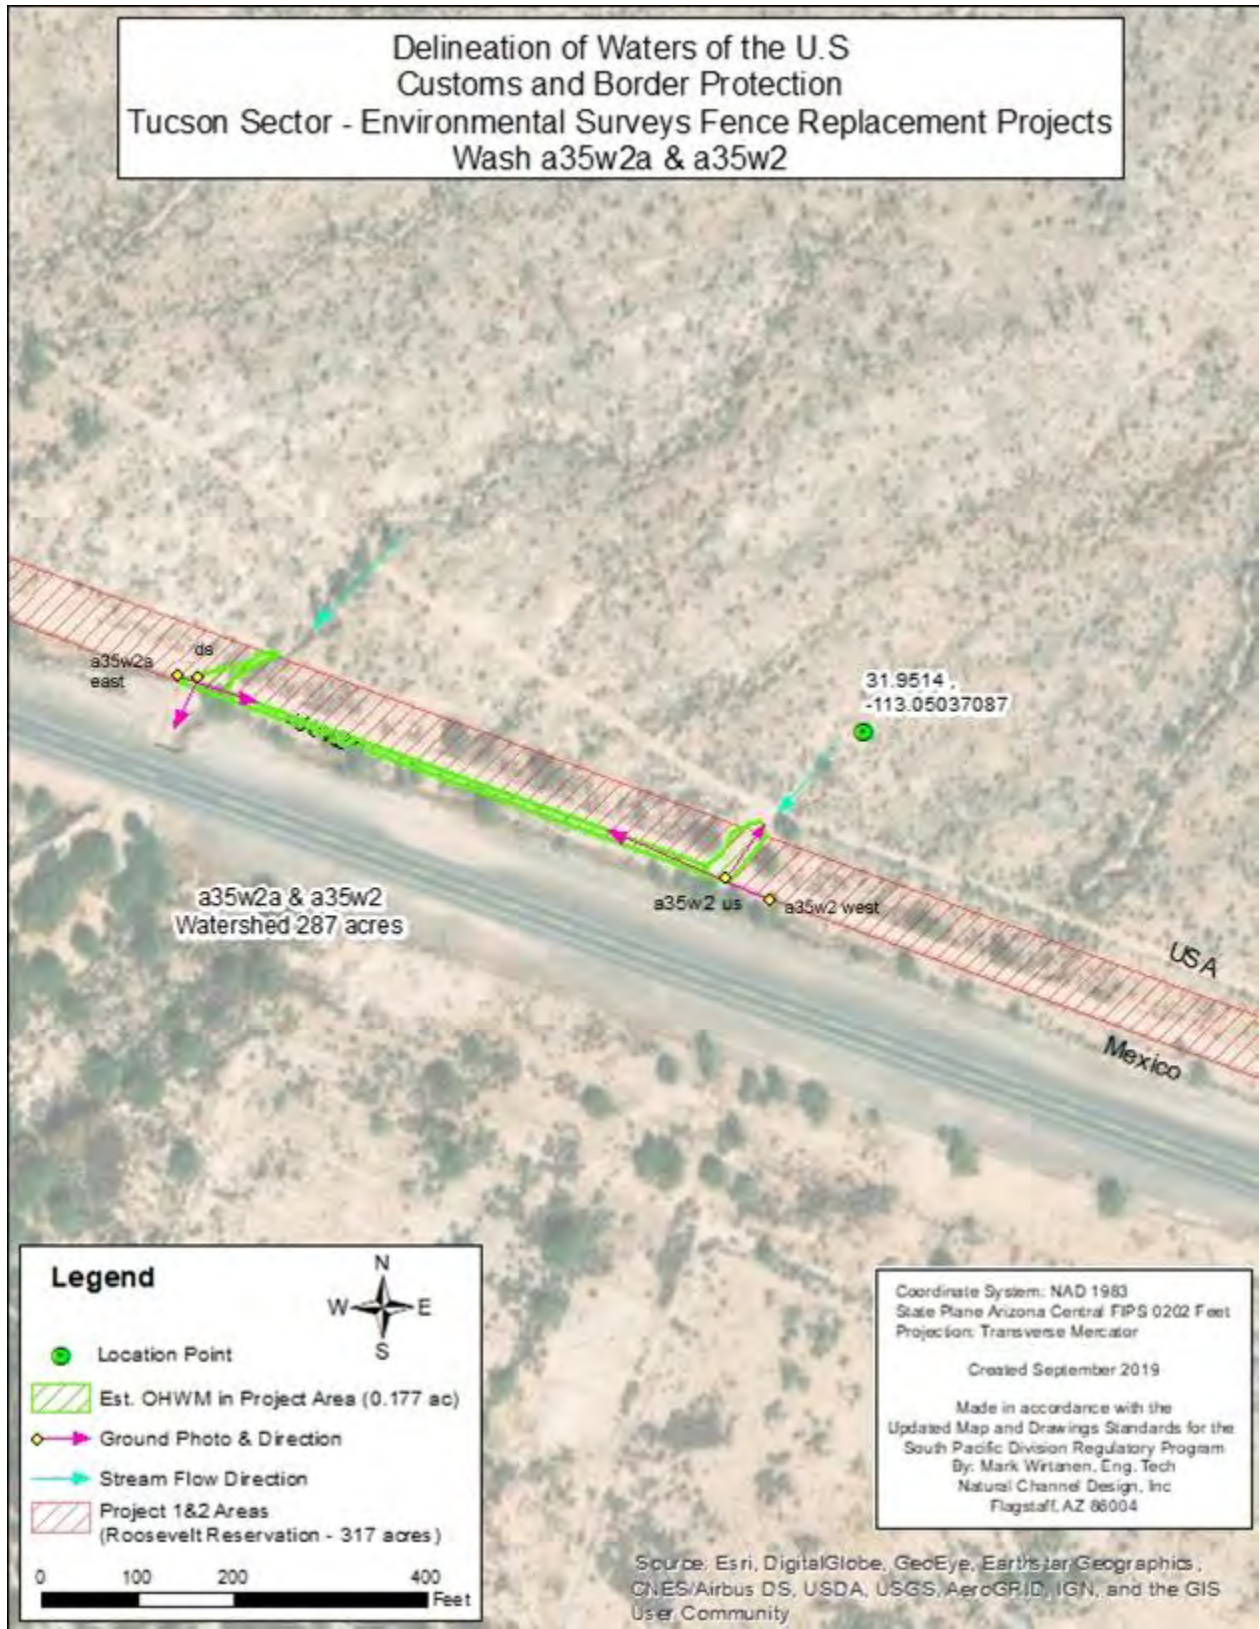 Delineation of Waters of the U.S
Customs and Border Protection
Tucson Sector - Environmental Surveys Fence Replacement Projects
Wash a35w2a & a35w2
ds
a35w2a
east
31.9514 ,
-113.05037087
a35w2a & a35w2
Watershed 287 acres
a35w2 us
a35w2 west
USA
Mexico
Legend
N
W E
S
Location Point
Est. OHWM in Project Area (0.177 ac)
Ground Photo & Direction
Stream Flow Direction
Project 1&2 Areas
(Roosevelt Reservation - 317 acres)
0 100 200 400
Feet
Coordinate System: NAD 1983
State Plane Arizona Central FIPS 0202 Feet
Projection: Transverse Mercator
Created September 2019
Made in accordance with the
Updated Map and Drawings Standards for the
South Pacific Division Regulatory Program
By: Mark Wirtanen, Eng. Tech
Natural Channel Design, Inc
Flagstaff, AZ 86004
Source: Esri, DigitalGlobe, GeoEye, Earthstar Geographics,
CNES/Airbus DS, USDA, USGS, AeroGRID, IGN, and the GIS
User Community